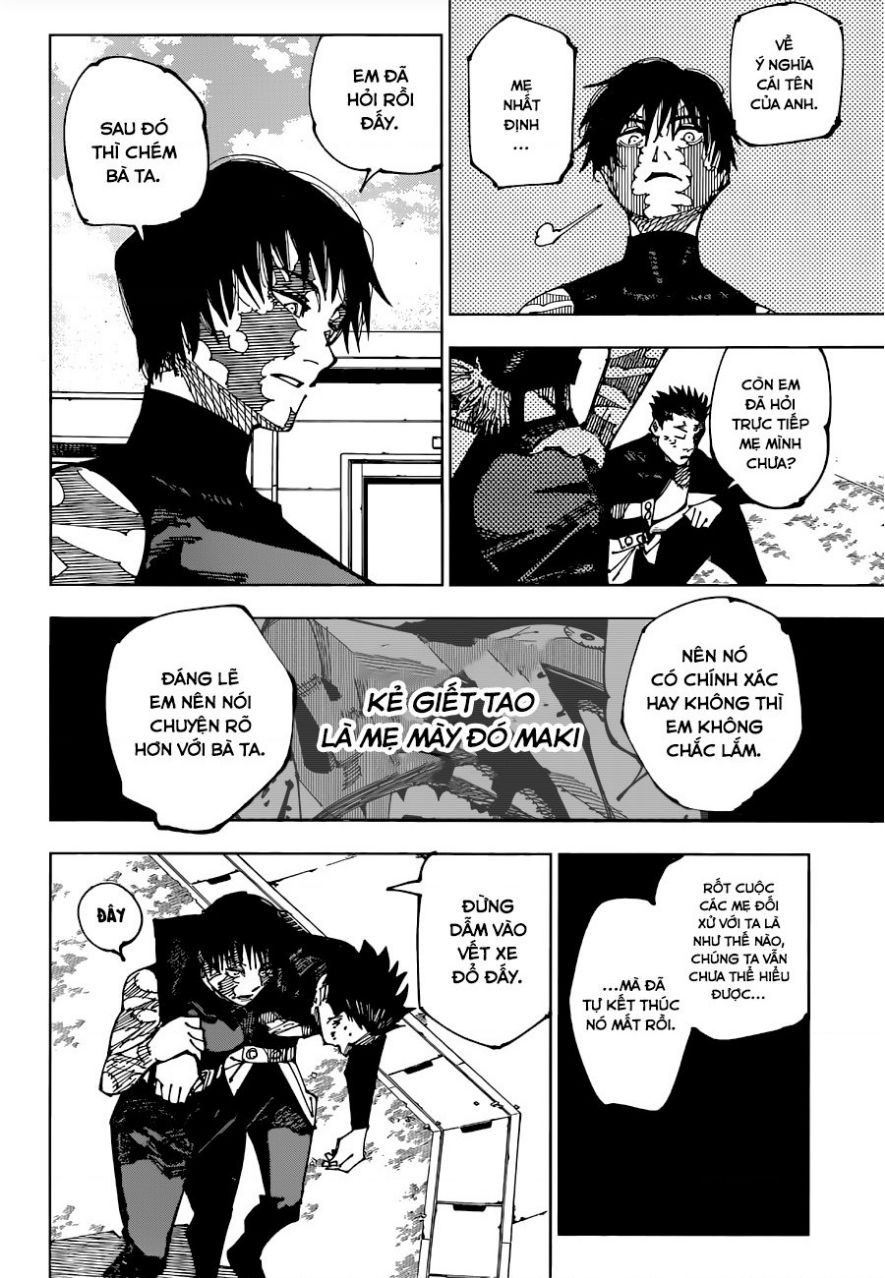 VỀ
Ý NGHĨA
CÁI TÊN
CỦA ANH.
MẸ
NHẤT
ĐỊNH
...
EM ĐÃ
HỎI RỒI
ĐẤY.
SAU ĐÓ
THÌ CHÉM
BÀ TA.
CÒN EM
ĐÃ HỎI
TRỰC TIẾP
MẸ MÌNH
CHƯA?
NÊN NÓ
CÓ CHÍNH XÁC
HAY KHÔNG THÌ
EM KHÔNG
CHẮC LẮM.
KẺ GIẾT TAO
LÀ MẸ MÀY ĐÓ MAKI
ĐÁNG LẼ
EM NÊN NÓI
CHUYỆN RÕ
HƠN VỚI BÀ TA.
RỐT CUỘC
CÁC MẸ ĐỐI
XỬ VỚI TA LÀ
NHƯ THẾ NÀO,
CHÚNG TA VẪN
CHƯA THỂ HIỂU
ĐƯỢC...
...MÀ ĐÃ
TỰ KẾT THÚC
NÓ MẤT RỒI.
ĐỪNG
DẪM VÀO
VẾT XE
ĐỔ ĐẤY.
ĐÂY